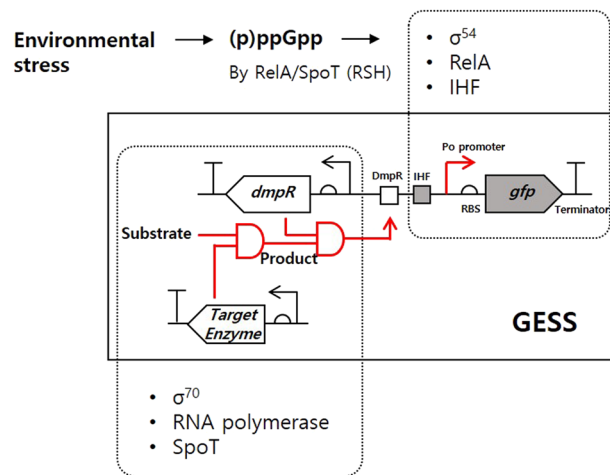 Environmental stress
(p)ppGpp
By RelA/SpoT (RSH)
• σ⁵⁴
• RelA
• IHF
Po promoter
DmpR
IHF
dmpR
RBS
gfp
Terminator
Substrate
Product
Target Enzyme
GESS
• σ⁷⁰
• RNA polymerase
• SpoT